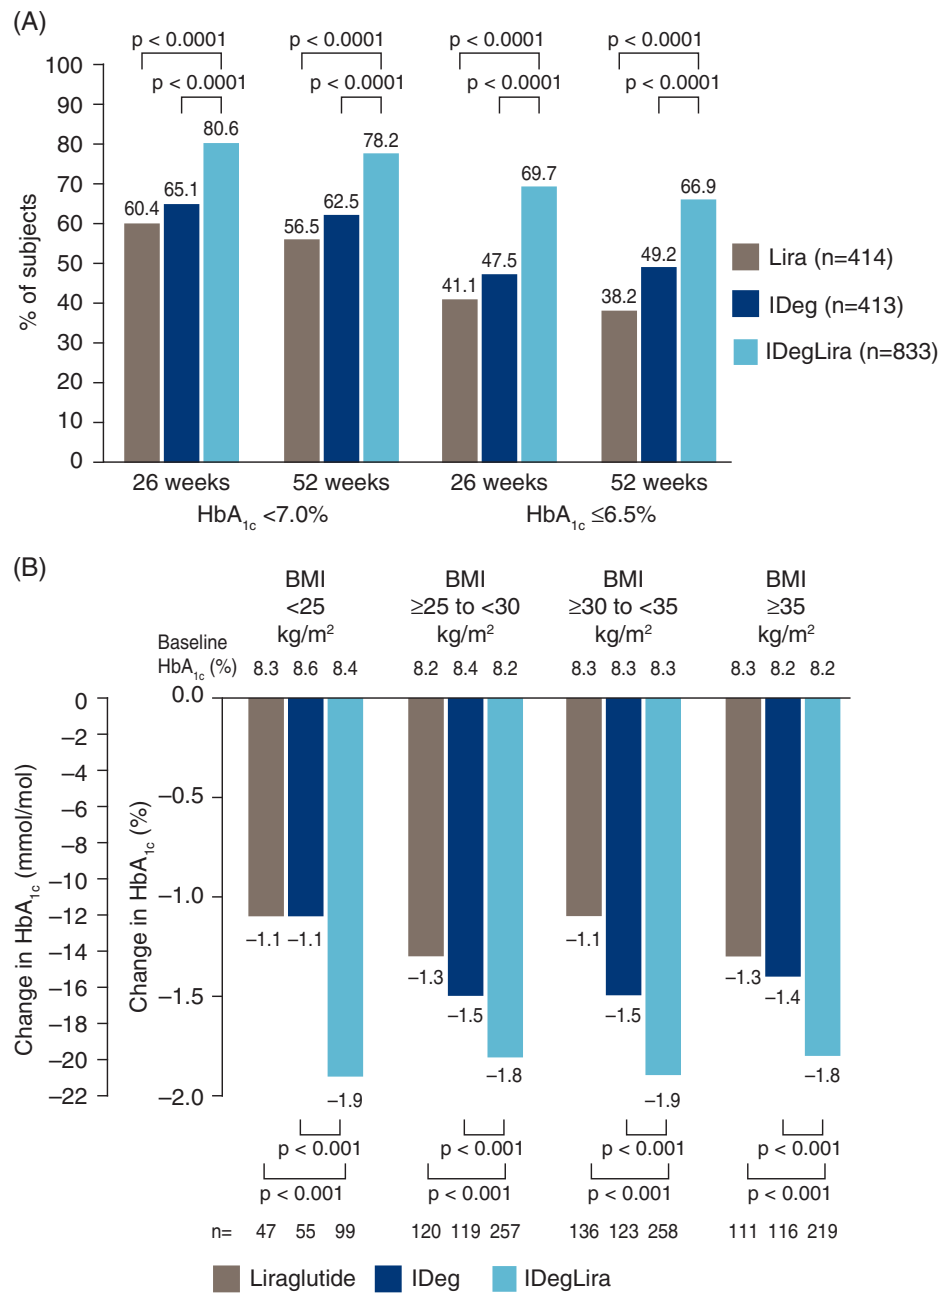 (A)
p < 0.0001 p < 0.0001 p < 0.0001 p < 0.0001
p < 0.0001 p < 0.0001 p < 0.0001 p < 0.0001
% of subjects
100
90
80
70
60
50
40
30
20
10
0
60.4 65.1 80.6
56.5 62.5 78.2
41.1 47.5 69.7
38.2 49.2 66.9
26 weeks 52 weeks 26 weeks 52 weeks
HbA1c <7.0% HbA1c ≤6.5%
Lira (n=414)
IDeg (n=413)
IDegLira (n=833)
(B)
BMI BMI BMI BMI
<25 ≥25 to <30 ≥30 to <35 ≥35
kg/m² kg/m² kg/m² kg/m²
Baseline
HbA1c (%) 8.3 8.6 8.4 8.2 8.4 8.2 8.3 8.3 8.3 8.3 8.2 8.2
Change in HbA1c (mmol/mol)
0
−2
−4
−6
−8
−10
−12
−14
−16
−18
−20
−22
Change in HbA1c (%)
0.0
−0.5
−1.0
−1.5
−2.0
−1.1 −1.1 −1.9
−1.3 −1.5 −1.8
−1.1 −1.5 −1.9
−1.3 −1.4 −1.8
p < 0.001 p < 0.001 p < 0.001 p < 0.001
p < 0.001 p < 0.001 p < 0.001 p < 0.001
n= 47 55 99 120 119 257 136 123 258 111 116 219
Liraglutide IDeg IDegLira